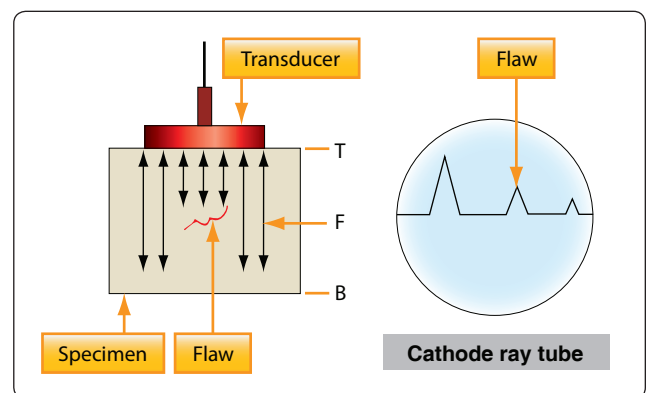 Transducer
Flaw
T
F
B
Specimen
Flaw
Cathode ray tube